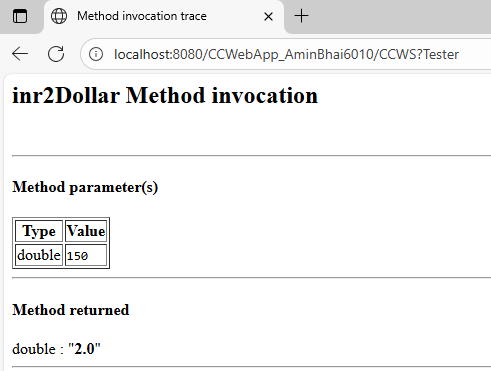 Method invocation trace
localhost:8080/CCWebApp_AminBhai6010/CCWS?Tester
inr2Dollar Method invocation
Method parameter(s)
Type Value
double 150
Method returned
double : "2.0"